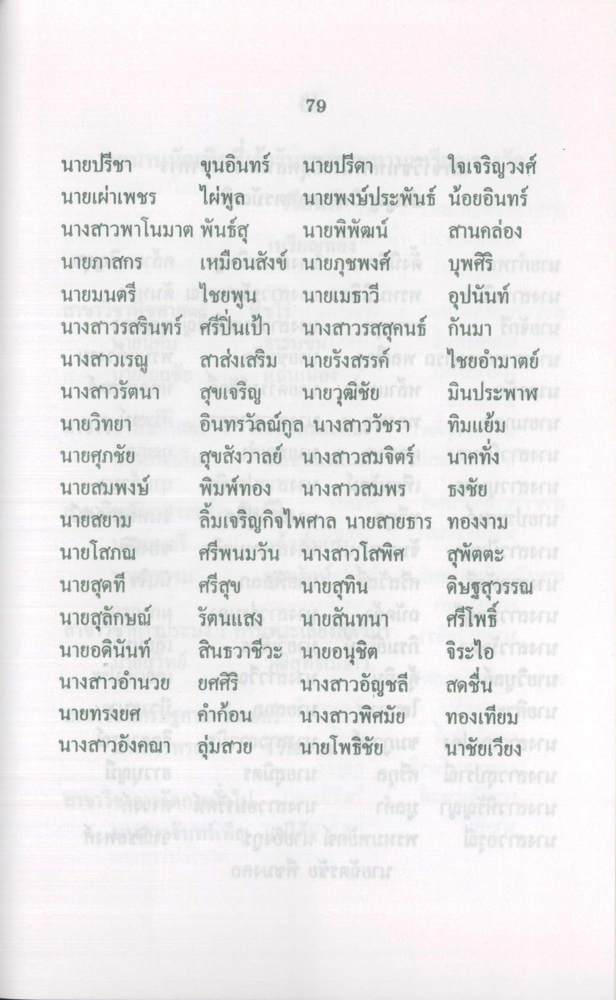 79
นายปรีชา ขุนอินทร์ นายปรีดา ใจเจริญวงศ์
นายเผ่าเพชร ไผ่พูล นายพงษ์ประพันธ์ น้อยอินทร์
นางสาวพาโนมาต พันธ์สุ นายพิพัฒน์ สานคล่อง
นายภาสกร เหมือนสังข์ นายภุชพงศ์ บุพศิริ
นายมนตรี ไชยพูน นายเมธาวี อุปนันท์
นางสาวรสรินทร์ ศรีปิ่นเป้า นางสาวรสสุคนธ์ กันมา
นางสาวเรณู สาส่งเสริม นายรังสรรค์ ไชยอำมาตย์
นางสาวรัตนา สุขเจริญ นายวุฒิชัย มินประพาฬ
นายวิทยา อินทรวัลณ์กูล นางสาววัชรา ทิมแย้ม
นายศุภชัย สุขสังวาลย์ นางสาวสมจิตร์ นาคทั่ง
นายสมพงษ์ พิมพ์ทอง นางสาวสมพร ธงชัย
นายสยาม ลิ้มเจริญกิจไพศาล นายสายธาร ทองงาม
นายโสภณ ศรีพนมวัน นางสาวโสพิศ สุพัตตะ
นายสุดที ศรีสุข นายสุทิน ดิษฐสุวรรณ
นายสุลักษณ์ รัตนแสง นายสันทนา ศรีโพธิ์
นายอดินันท์ สินธวาชีวะ นายอนุชิต จิระไอ
นางสาวอำนวย ยศศิริ นางสาวอัญชลี สดชื่น
นายทรงยศ คำก้อน นางสาวพิศมัย ทองเทียม
นางสาวอังคณา ลุ่มสวย นายโพธิชัย นาชัยเวียง